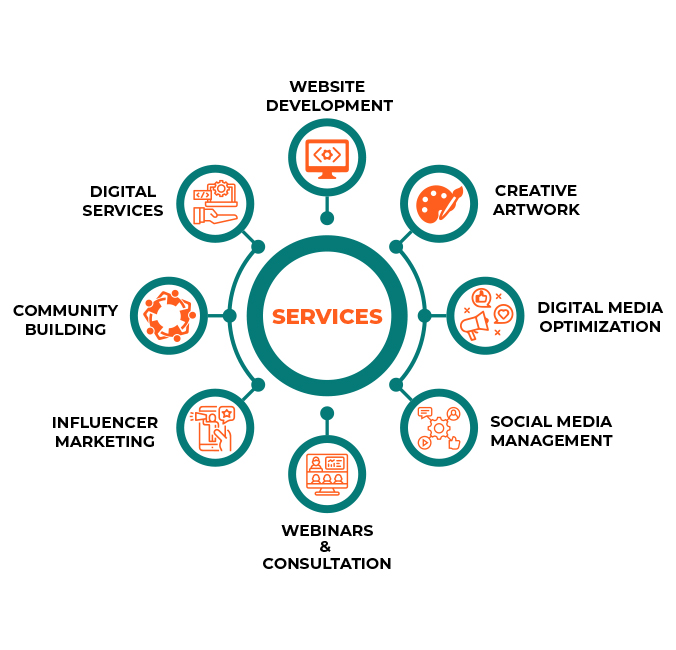 WEBSITE
DEVELOPMENT
DIGITAL
SERVICES
CREATIVE
ARTWORK
COMMUNITY
BUILDING
SERVICES
DIGITAL MEDIA
OPTIMIZATION
INFLUENCER
MARKETING
SOCIAL MEDIA
MANAGEMENT
WEBINARS
&
CONSULTATION